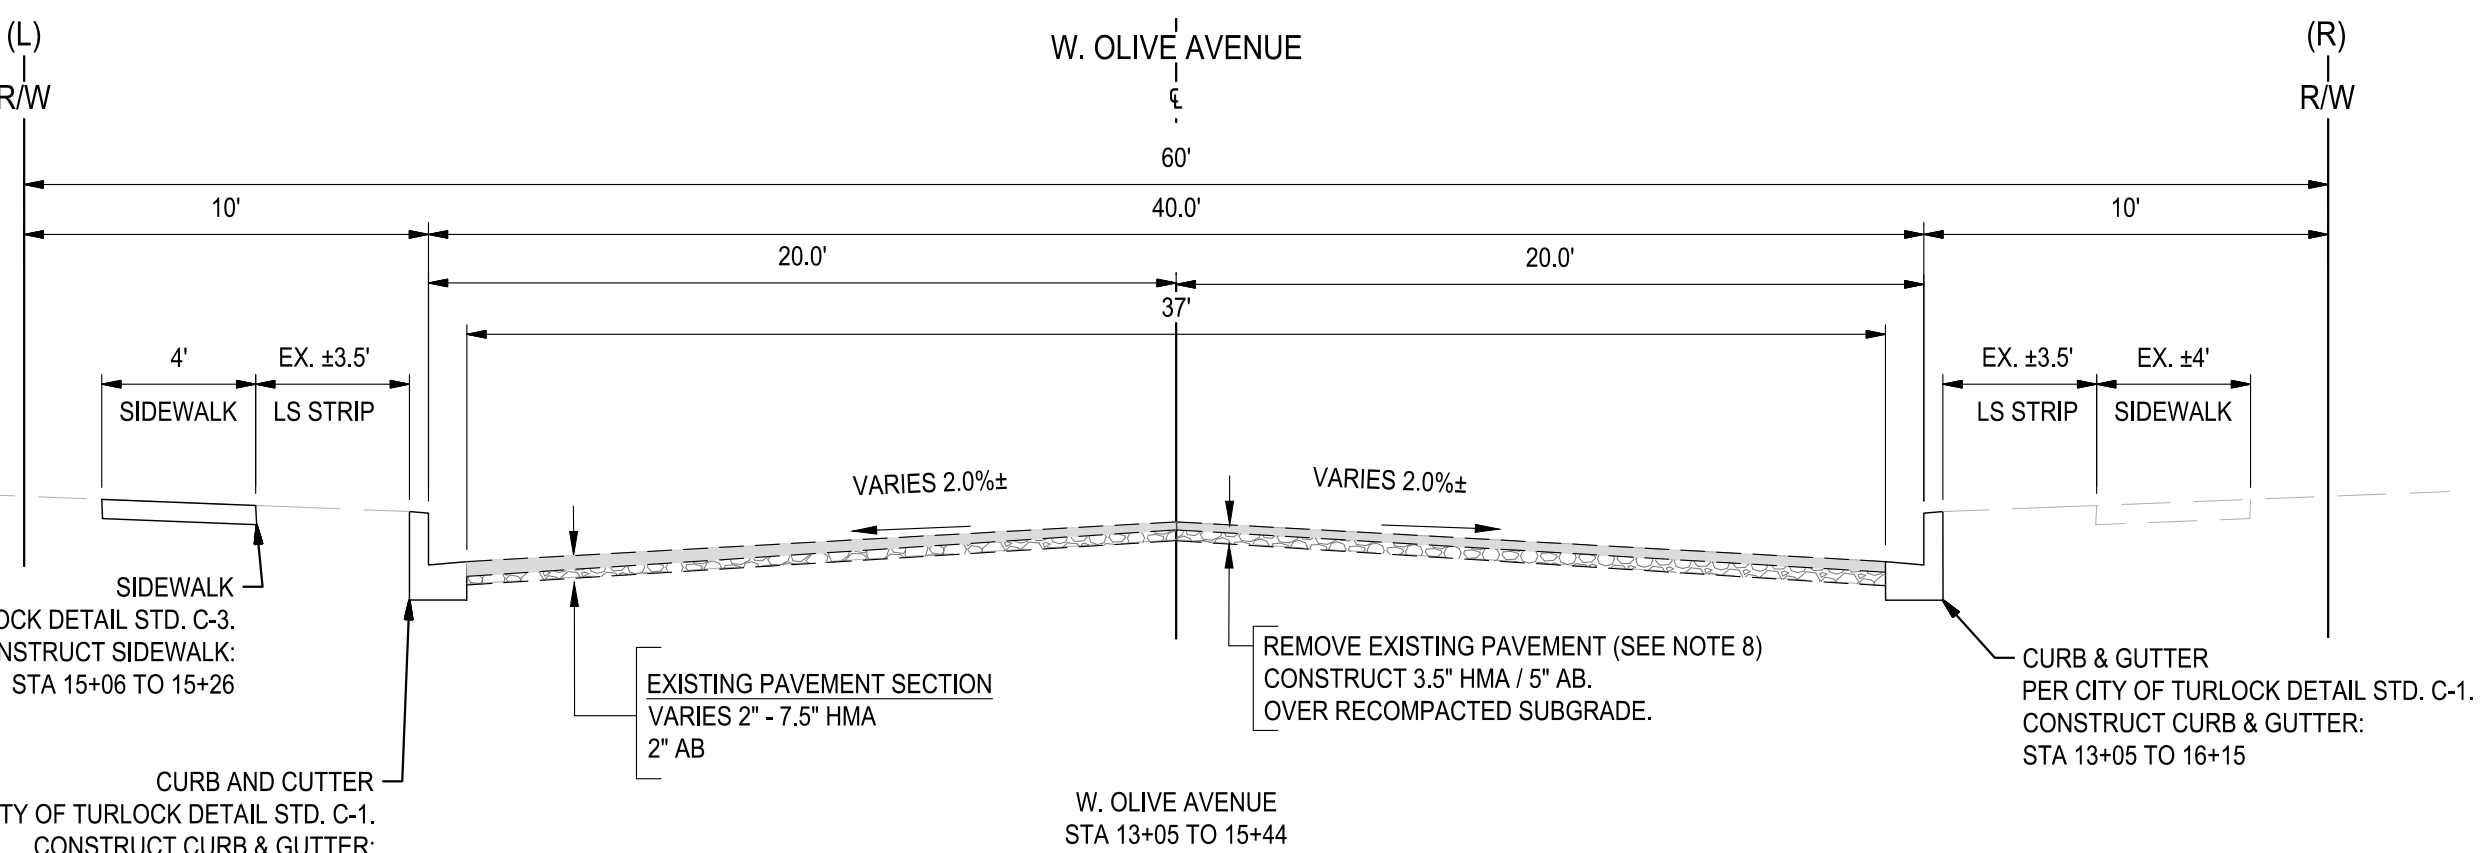 (L)
W. OLIVE AVENUE
(R)
R/W
℄
R/W
60'
10'
40.0'
10'
20.0'
20.0'
37'
4'
EX. ±3.5'
EX. ±3.5'
EX. ±4'
SIDEWALK
LS STRIP
LS STRIP
SIDEWALK
VARIES 2.0%±
VARIES 2.0%±
SIDEWALK
OCK DETAIL STD. C-3.
NSTRUCT SIDEWALK:
STA 15+06 TO 15+26
EXISTING PAVEMENT SECTION
VARIES 2" - 7.5" HMA
2" AB
REMOVE EXISTING PAVEMENT (SEE NOTE 8)
CONSTRUCT 3.5" HMA / 5" AB.
OVER RECOMPACTED SUBGRADE.
CURB & GUTTER
PER CITY OF TURLOCK DETAIL STD. C-1.
CONSTRUCT CURB & GUTTER:
STA 13+05 TO 16+15
CURB AND CUTTER
TY OF TURLOCK DETAIL STD. C-1.
CONSTRUCT CURB & GUTTER:
W. OLIVE AVENUE
STA 13+05 TO 15+44